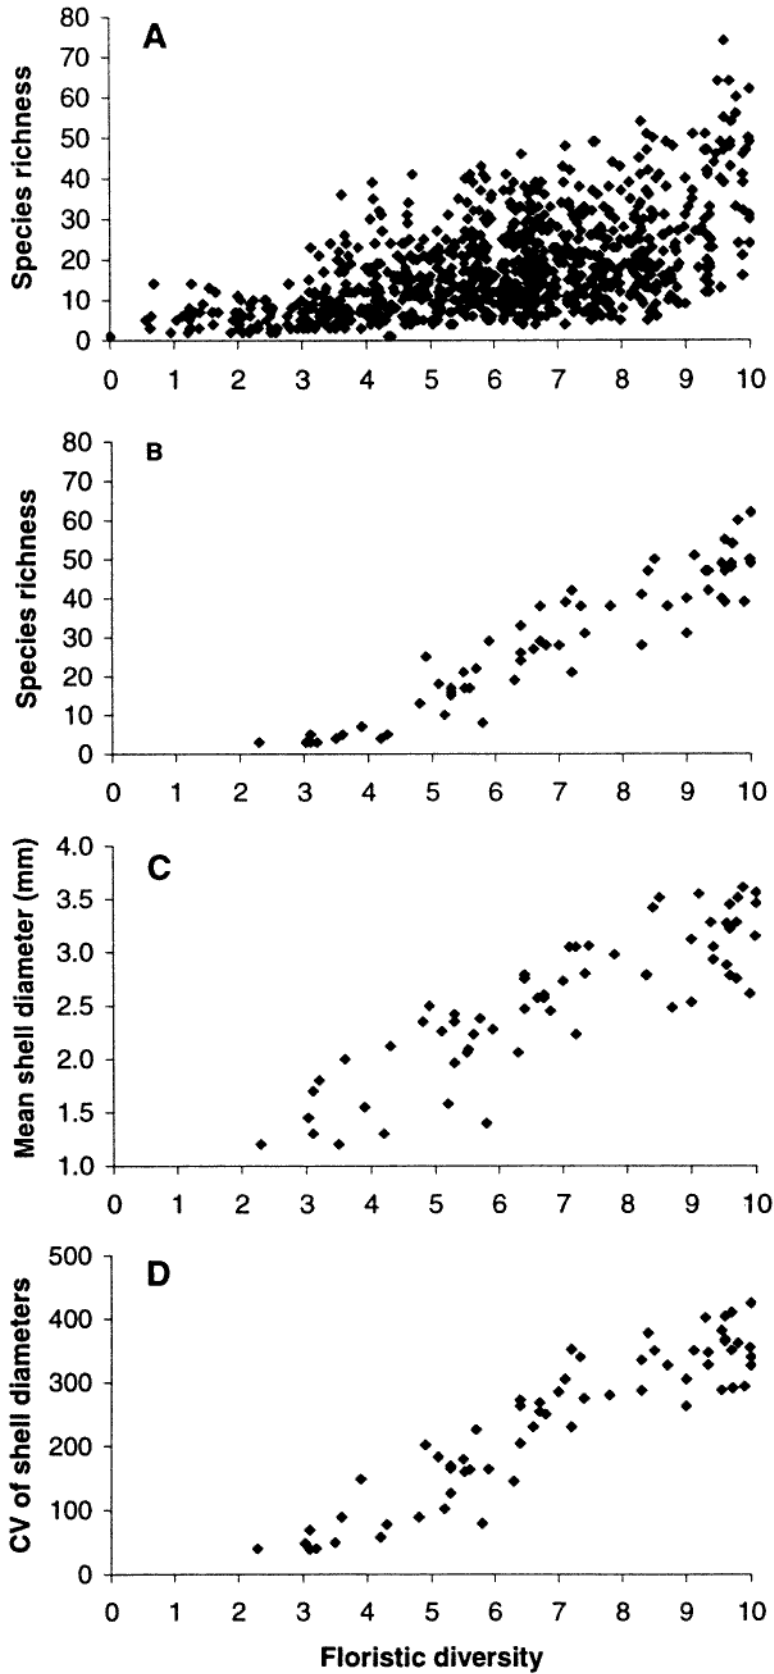 A
Species richness
80
70
60
50
40
30
20
10
0
0 1 2 3 4 5 6 7 8 9 10
B
Species richness
80
70
60
50
40
30
20
10
0
0 1 2 3 4 5 6 7 8 9 10
C
Mean shell diameter (mm)
4.0
3.5
3.0
2.5
2.0
1.5
1.0
0 1 2 3 4 5 6 7 8 9 10
D
CV of shell diameters
500
400
300
200
100
0
0 1 2 3 4 5 6 7 8 9 10
Floristic diversity